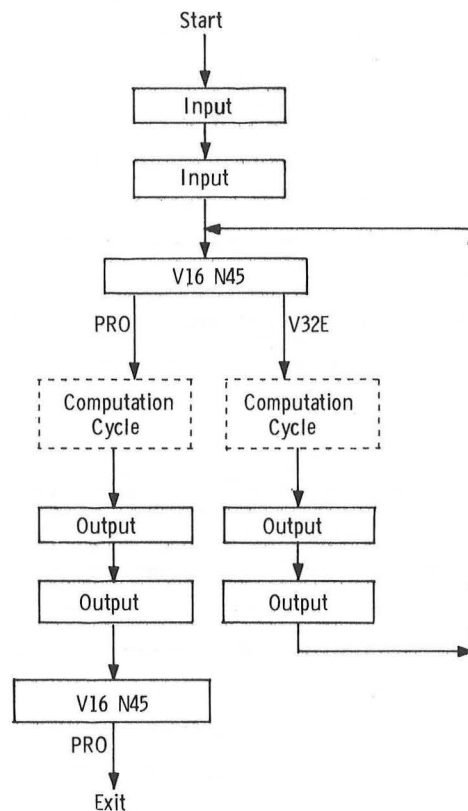 Start
Input
Input
V16 N45
PRO
V32E
Computation
Cycle
Computation
Cycle
Output
Output
Output
Output
V16 N45
PRO
Exit